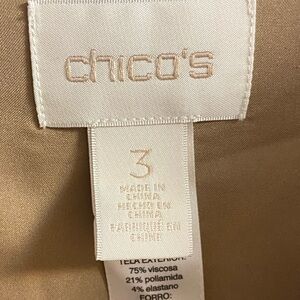 chico's
3
MADE IN
CHINA
HECHO EN
CHINA
FABRIQUÉ EN
CHINE
TELA EXTERIOR:
75% viscosa
21% poliamida
4% elastano
FORRO: